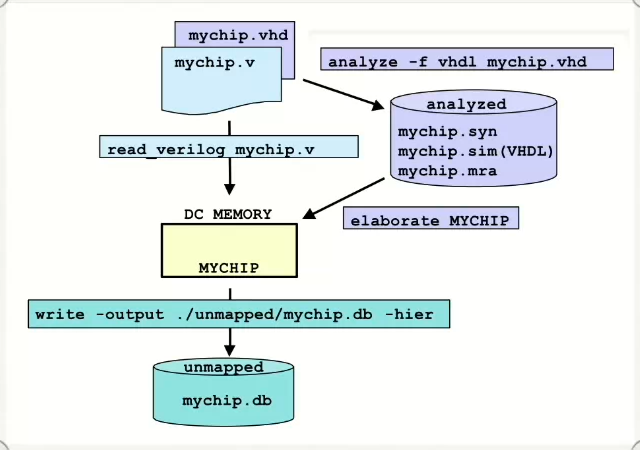 mychip.vhd
mychip.v
analyze -f vhdl mychip.vhd
analyzed
mychip.syn
mychip.sim(VHDL)
mychip.mra
read_verilog mychip.v
DC MEMORY
elaborate MYCHIP
MYCHIP
write -output ./unmapped/mychip.db -hier
unmapped
mychip.db